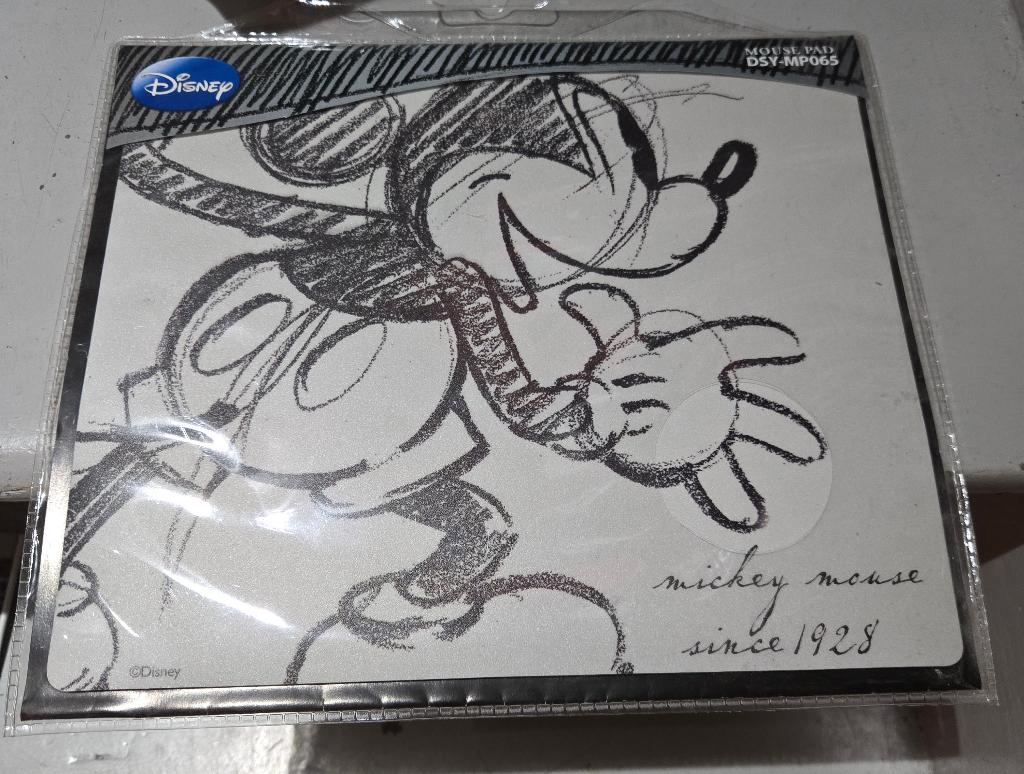 Disney
MOUSE PAD
DSY-MP065
mickey mouse
since 1928
©Disney